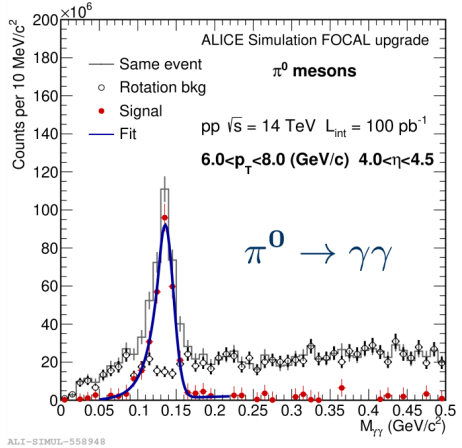 ×10⁶
200
180
160
140
120
100
80
60
40
20
0
Counts per 10 MeV/c²
ALICE Simulation FOCAL upgrade
π⁰ mesons
Same event
Rotation bkg
Signal
Fit
pp √s = 14 TeV L_int = 100 pb⁻¹
6.0<p_T<8.0 (GeV/c) 4.0<η<4.5
π⁰ → γγ
0 0.05 0.1 0.15 0.2 0.25 0.3 0.35 0.4 0.45 0.5
M_γγ (GeV/c²)
ALI-SIMUL-558948